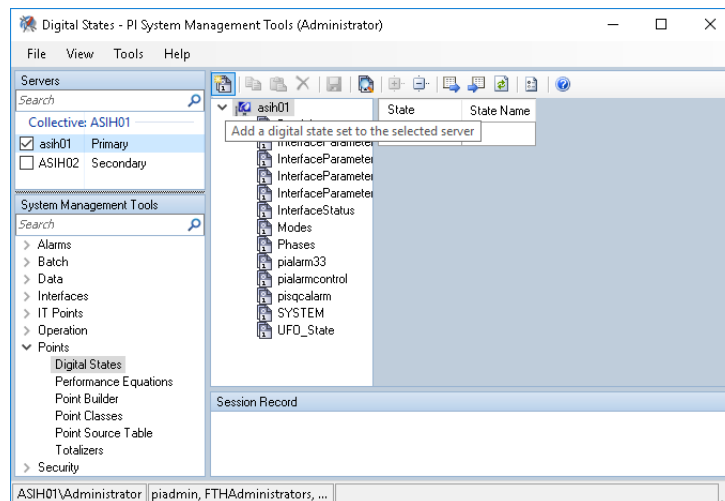 Digital States - PI System Management Tools (Administrator)
File View Tools Help
Servers
Search
Collective: ASIH01
asih01 Primary
ASIH02 Secondary
System Management Tools
Search
Alarms
Batch
Data
Interfaces
IT Points
Operation
Points
Digital States
Performance Equations
Point Builder
Point Classes
Point Source Table
Totalizers
Security
asih01
Add a digital state set to the selected server
InterfaceParameter
InterfaceParameter
InterfaceParameter
InterfaceParameter
InterfaceStatus
Modes
Phases
pialarm33
pialarmcontrol
pisqcalarm
SYSTEM
UFO_State
State State Name
Session Record
ASIH01\Administrator piadmin, FTHAdministrators, ...